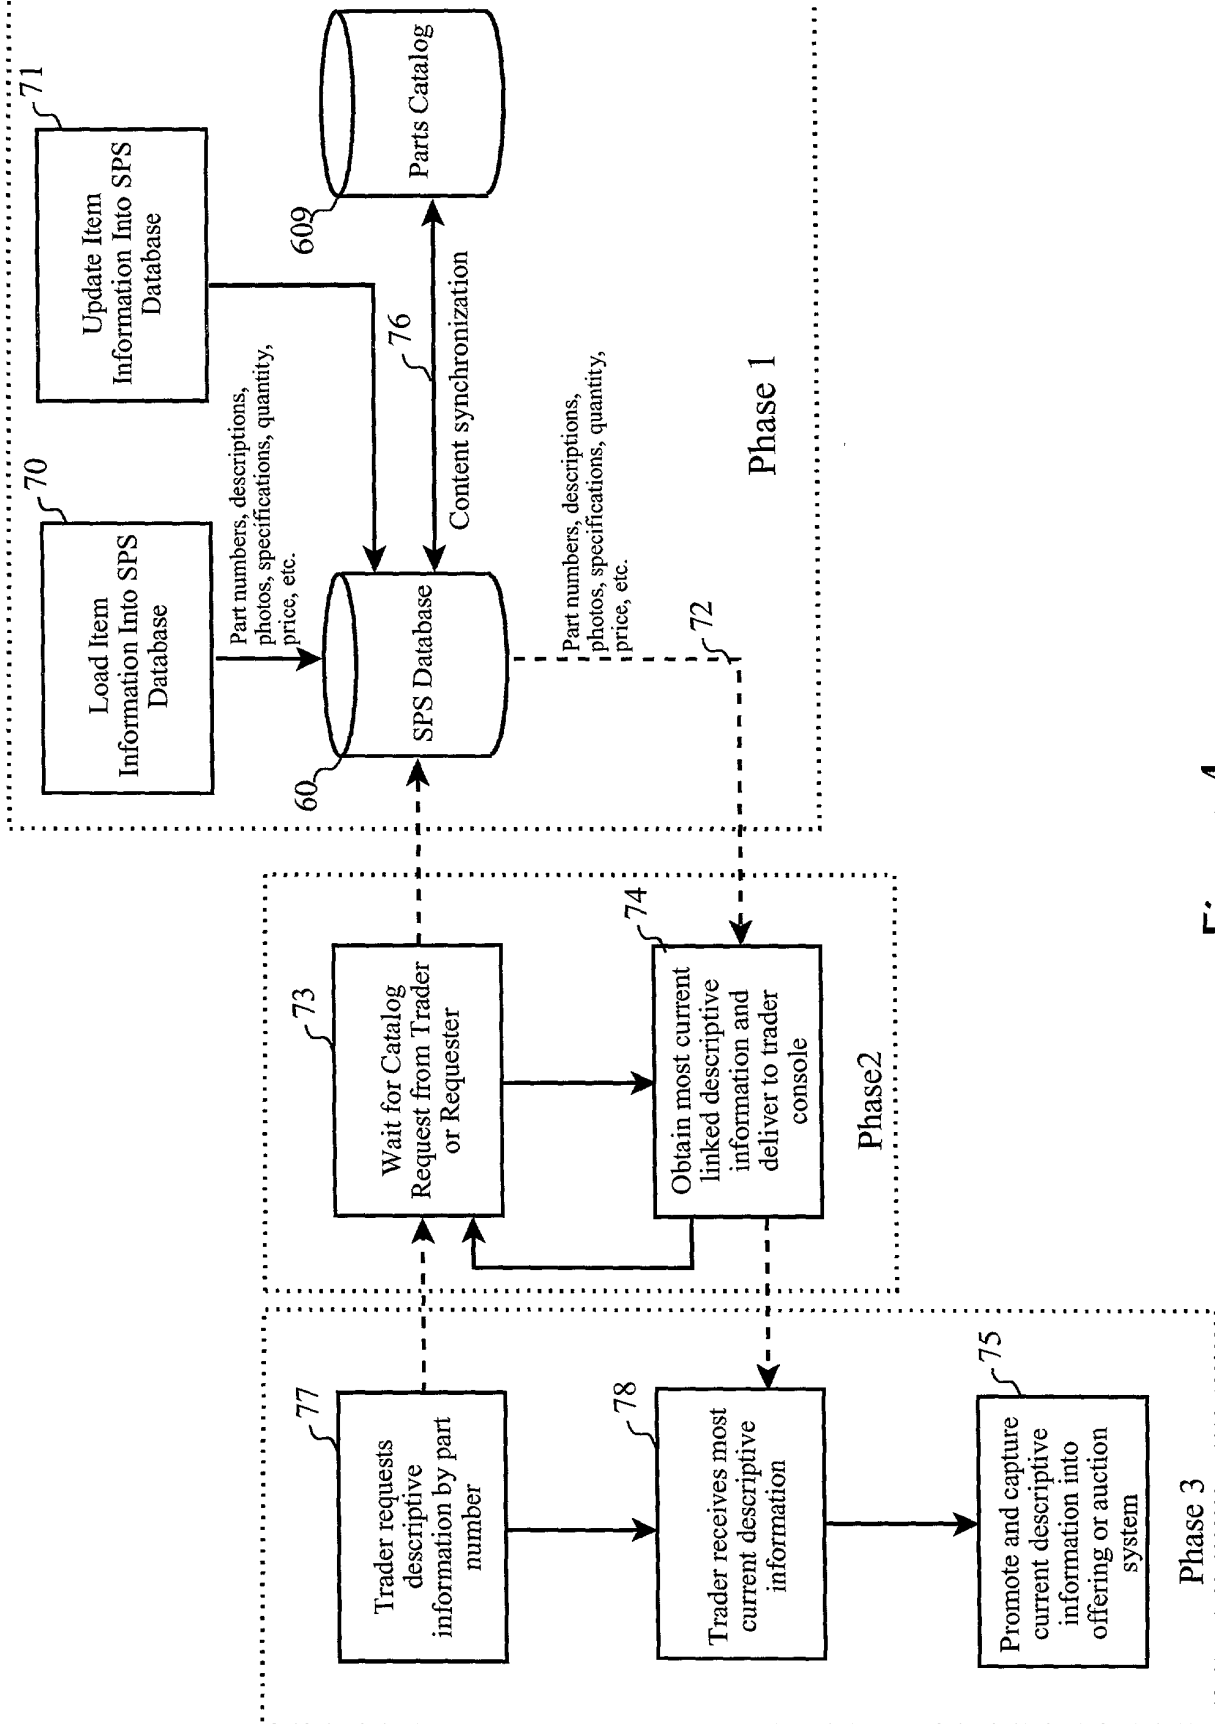 77
Trader requests
descriptive
information by part
number
78
Trader receives most
current descriptive
information
75
Promote and capture
current descriptive
information into
offering or auction
system
Phase 3
73
Wait for Catalog
Request from Trader
or Requester
74
Obtain most current
linked descriptive
information and
deliver to trader
console
Phase2
70
Load Item
Information Into SPS
Database
Part numbers, descriptions,
photos, specifications, quantity,
price, etc.
71
Update Item
Information Into SPS
Database
60
SPS Database
76
Content synchronization
609
Parts Catalog
Part numbers, descriptions,
photos, specifications, quantity,
price, etc.
72
Phase 1